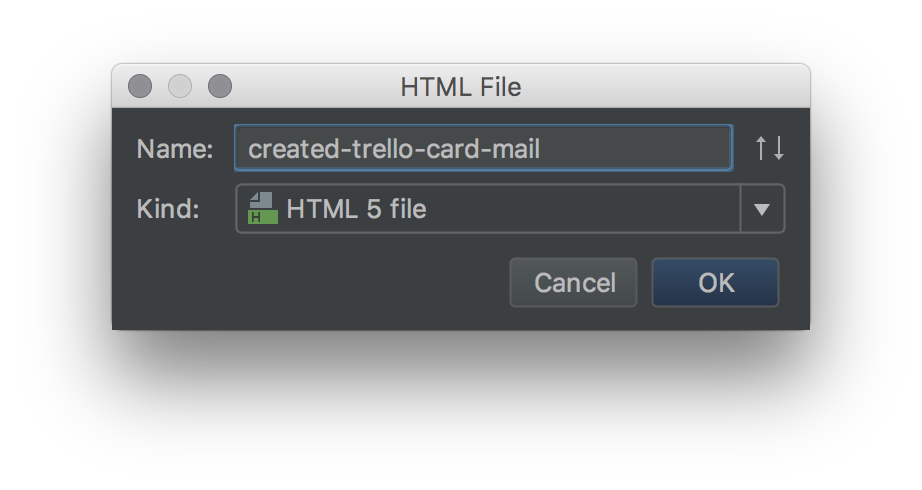 HTML File
Name: created-trello-card-mail
Kind: H HTML 5 file
Cancel OK